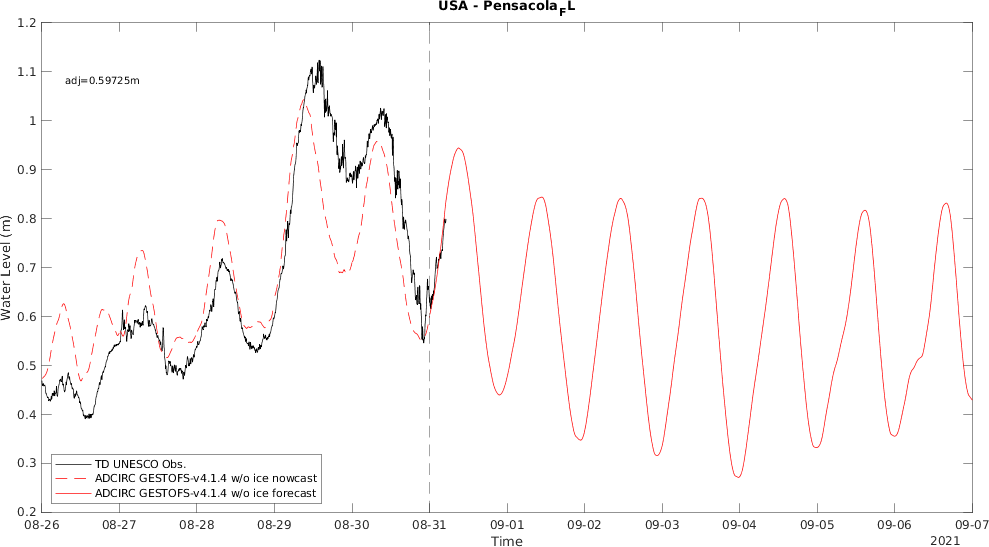 USA - Pensacola_FL
1.2
1.1
1
0.9
0.8
0.7
0.6
0.5
0.4
0.3
0.2
Water Level (m)
adj=0.59725m
TD UNESCO Obs.
ADCIRC GESTOFS-v4.1.4 w/o ice nowcast
ADCIRC GESTOFS-v4.1.4 w/o ice forecast
08-26 08-27 08-28 08-29 08-30 08-31 09-01 09-02 09-03 09-04 09-05 09-06 09-07
Time
2021